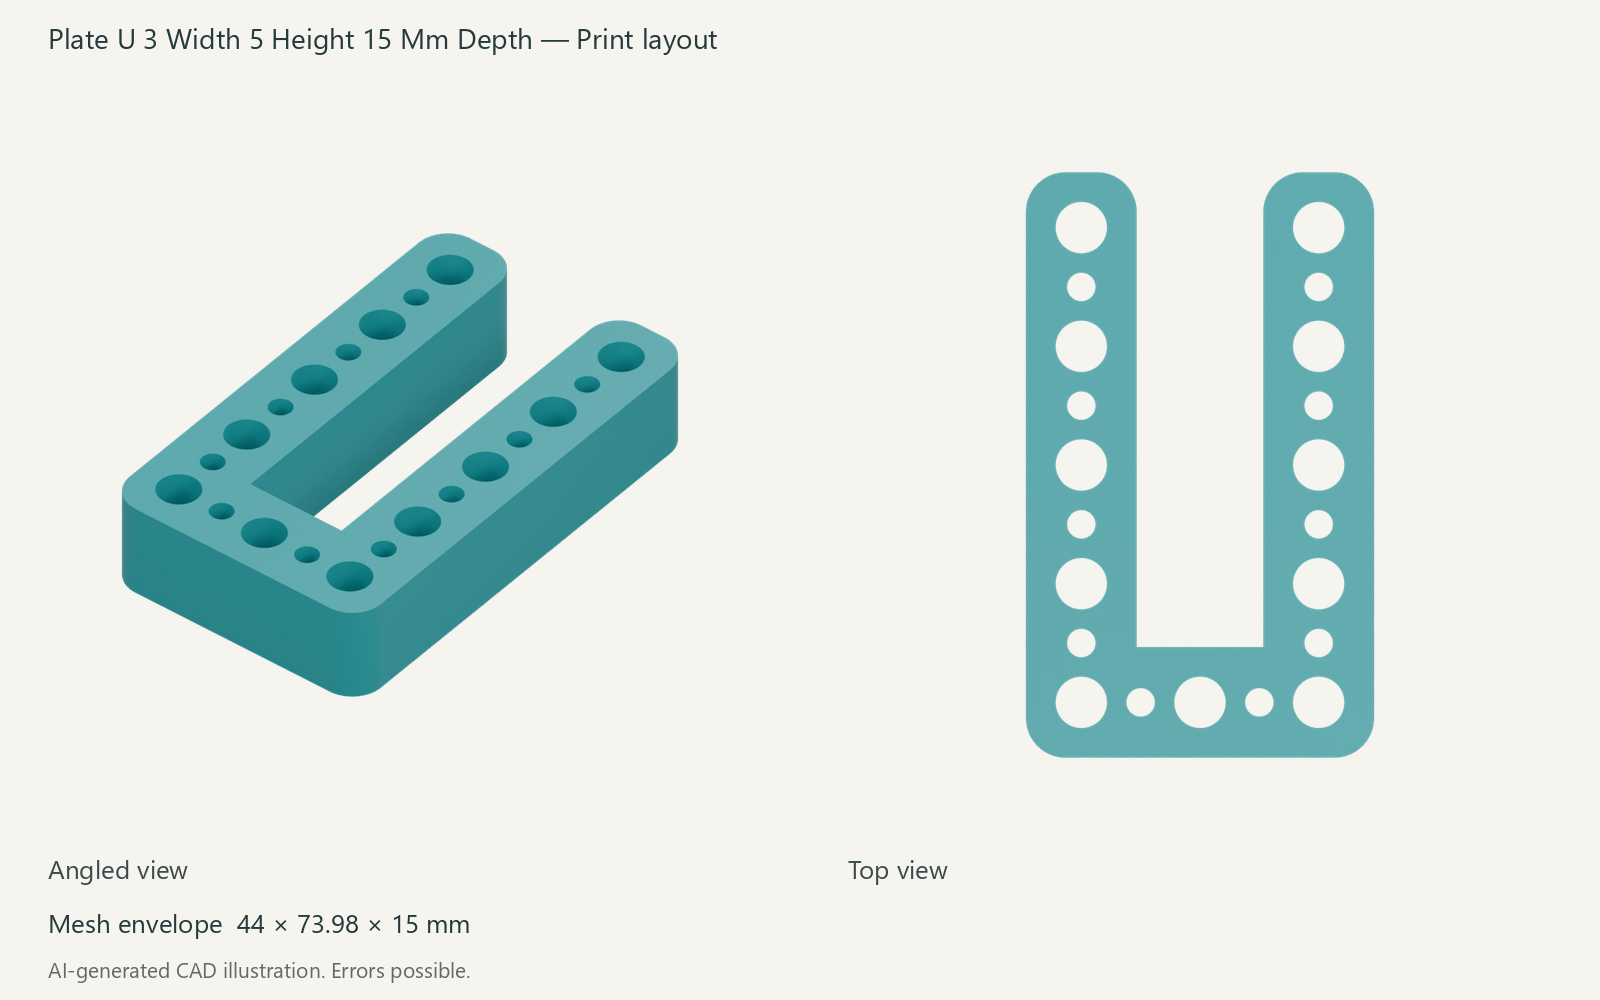 Plate U 3 Width 5 Height 15 Mm Depth — Print layout
Angled view
Top view
Mesh envelope 44 × 73.98 × 15 mm
AI-generated CAD illustration. Errors possible.